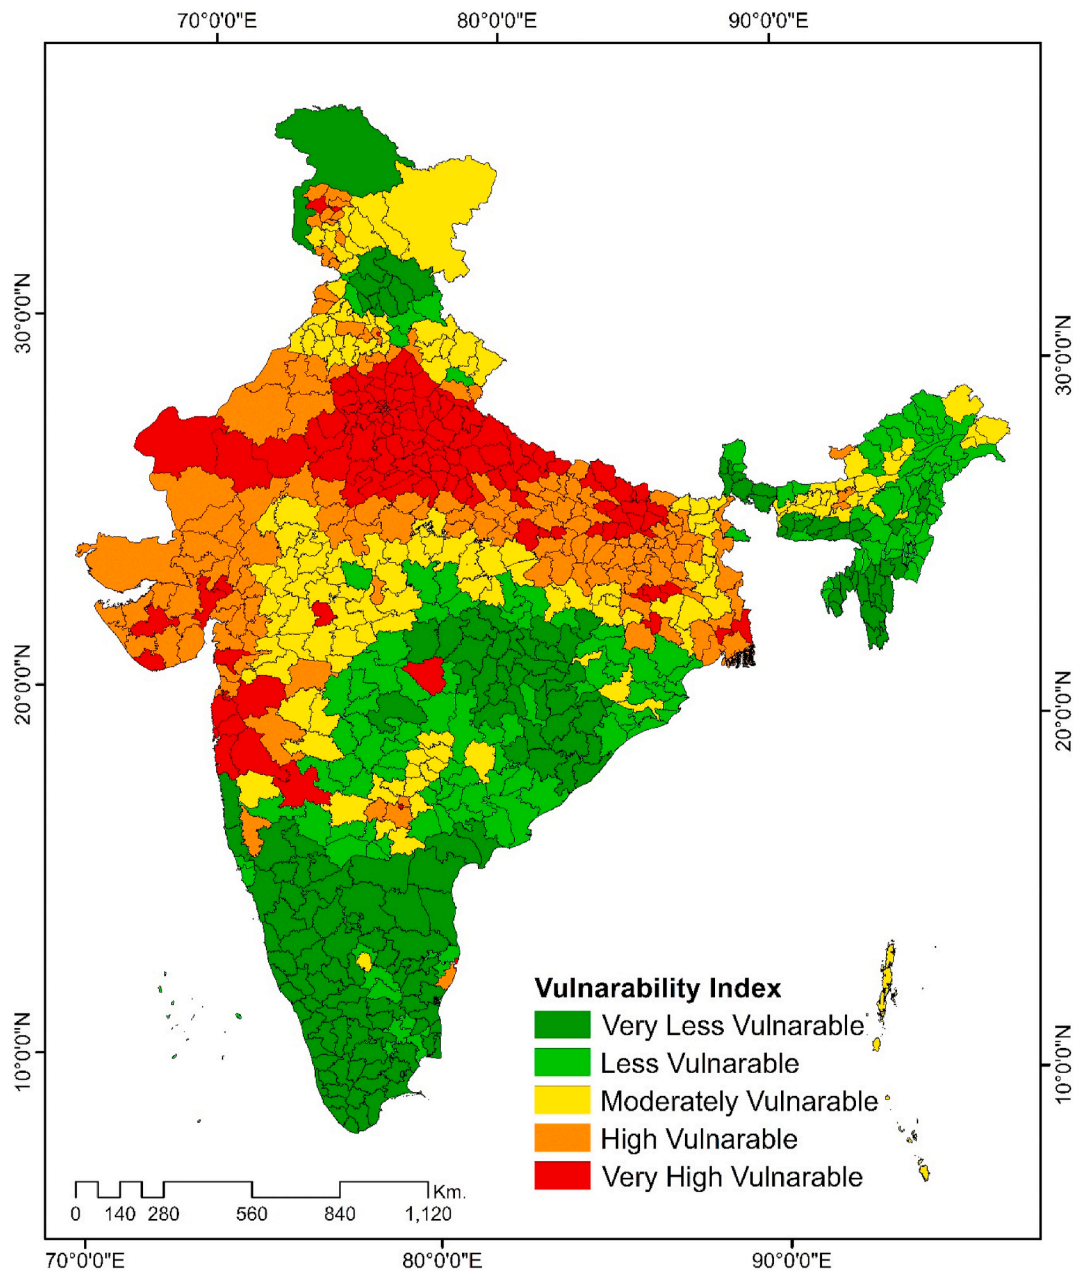 70°0'0"E 80°0'0"E 90°0'0"E
30°0'0"N
30°0'0"N
20°0'0"N
20°0'0"N
10°0'0"N
10°0'0"N
Vulnarability Index
Very Less Vulnarable
Less Vulnarable
Moderately Vulnarable
High Vulnarable
Very High Vulnarable
Km.
0 140 280 560 840 1,120
70°0'0"E 80°0'0"E 90°0'0"E